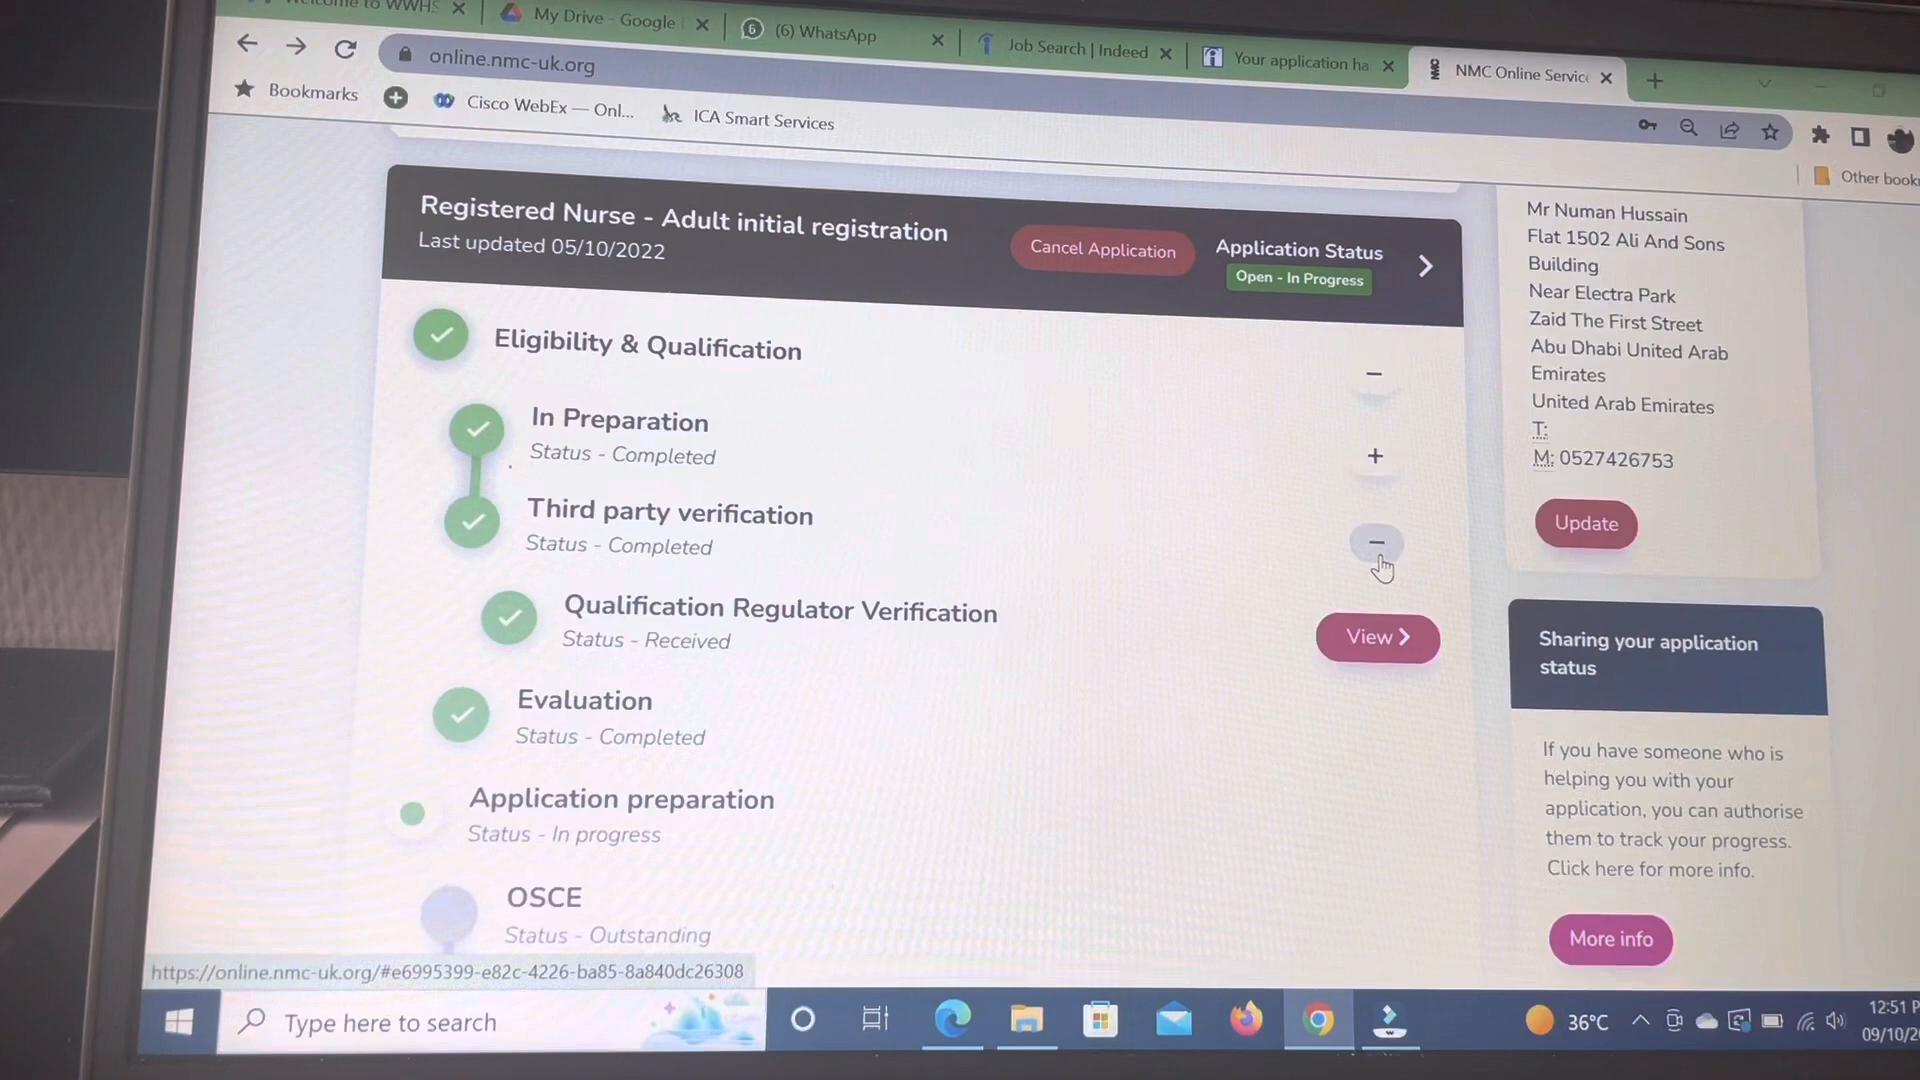 Welcome to WWHS
My Drive - Google
(6) WhatsApp
Job Search | Indeed
Your application ha
NMC Online Service
online.nmc-uk.org
Bookmarks
Cisco WebEx — Onl...
ICA Smart Services
Other book
Registered Nurse - Adult initial registration
Last updated 05/10/2022
Cancel Application
Application Status
Open - In Progress
Eligibility & Qualification
In Preparation
Status - Completed
Third party verification
Status - Completed
Qualification Regulator Verification
Status - Received
View
Evaluation
Status - Completed
Application preparation
Status - In progress
OSCE
Status - Outstanding
Mr Numan Hussain
Flat 1502 Ali And Sons
Building
Near Electra Park
Zaid The First Street
Abu Dhabi United Arab
Emirates
United Arab Emirates
T:
M: 0527426753
Update
Sharing your application
status
If you have someone who is
helping you with your
application, you can authorise
them to track your progress.
Click here for more info.
More info
https://online.nmc-uk.org/#e6995399-e82c-4226-ba85-8a840dc26308
Type here to search
36°C
12:51 P
09/10/2